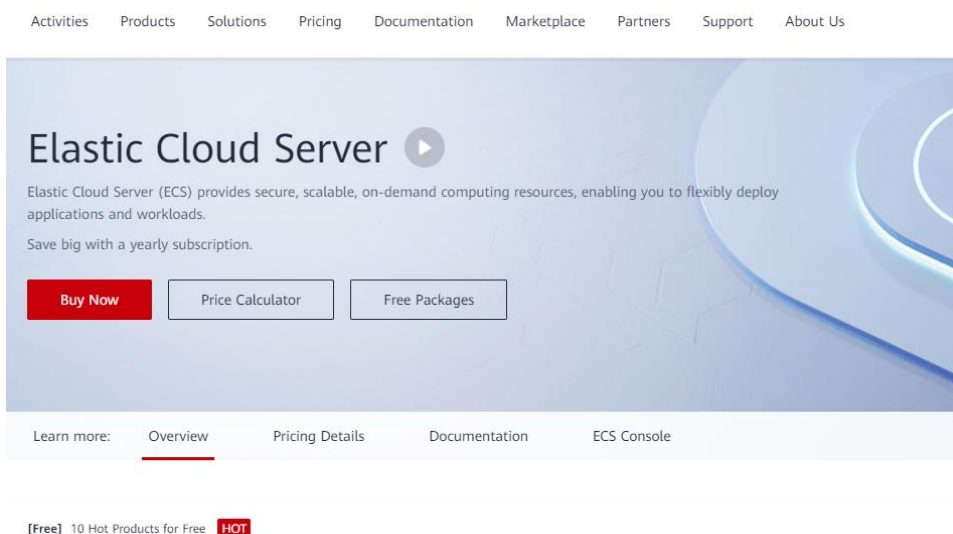 Activities Products Solutions Pricing Documentation Marketplace Partners Support About Us
Elastic Cloud Server
Elastic Cloud Server (ECS) provides secure, scalable, on-demand computing resources, enabling you to flexibly deploy
applications and workloads.
Save big with a yearly subscription.
Buy Now Price Calculator Free Packages
Learn more: Overview Pricing Details Documentation ECS Console
[Free] 10 Hot Products for Free HOT